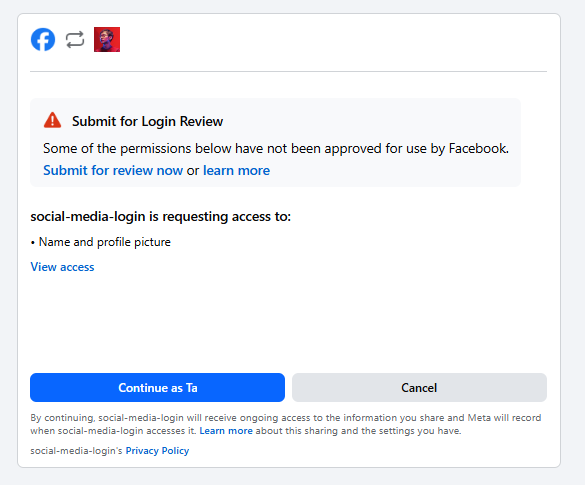 Submit for Login Review
Some of the permissions below have not been approved for use by Facebook.
Submit for review now or learn more
social-media-login is requesting access to:
• Name and profile picture
View access
Continue as Ta
Cancel
By continuing, social-media-login will receive ongoing access to the information you share and Meta will record
when social-media-login accesses it. Learn more about this sharing and the settings you have.
social-media-login's Privacy Policy